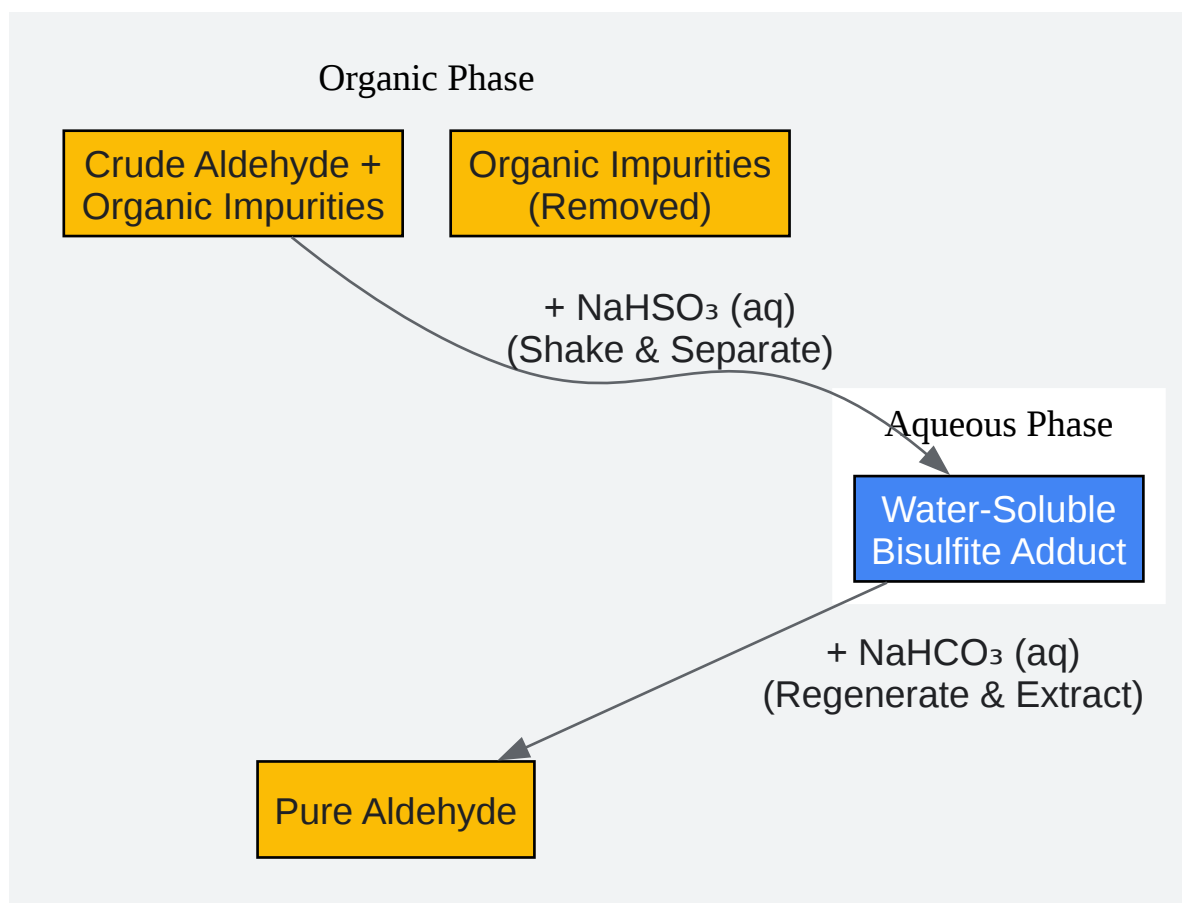 Organic Phase
Crude Aldehyde +
Organic Impurities
Organic Impurities
(Removed)
+ NaHSO₃ (aq)
(Shake & Separate)
Aqueous Phase
Water-Soluble
Bisulfite Adduct
+ NaHCO₃ (aq)
(Regenerate & Extract)
Pure Aldehyde